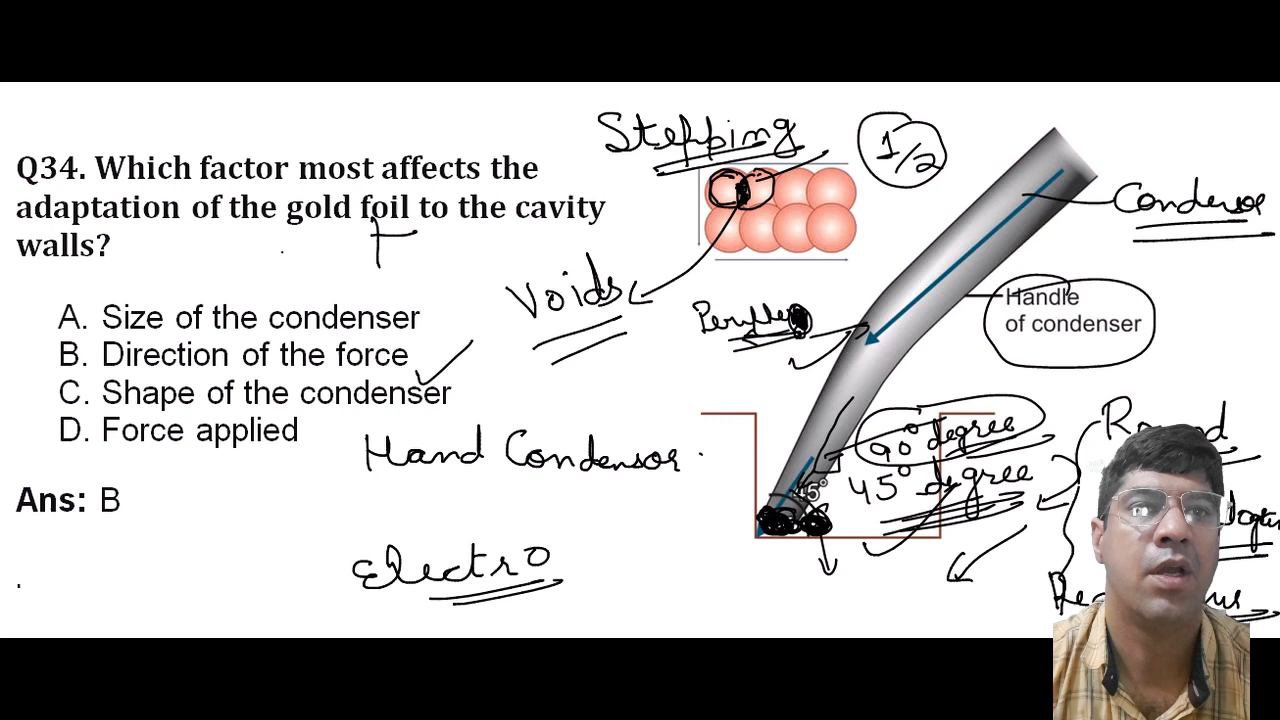 Q34. Which factor most affects the
adaptation of the gold foil to the cavity
walls?
A. Size of the condenser
B. Direction of the force
C. Shape of the condenser
D. Force applied
Ans: B
.
Stepping
1/2
Voids
Handle
of condenser
90° degree
45° degree
Hand Condensor
Electro